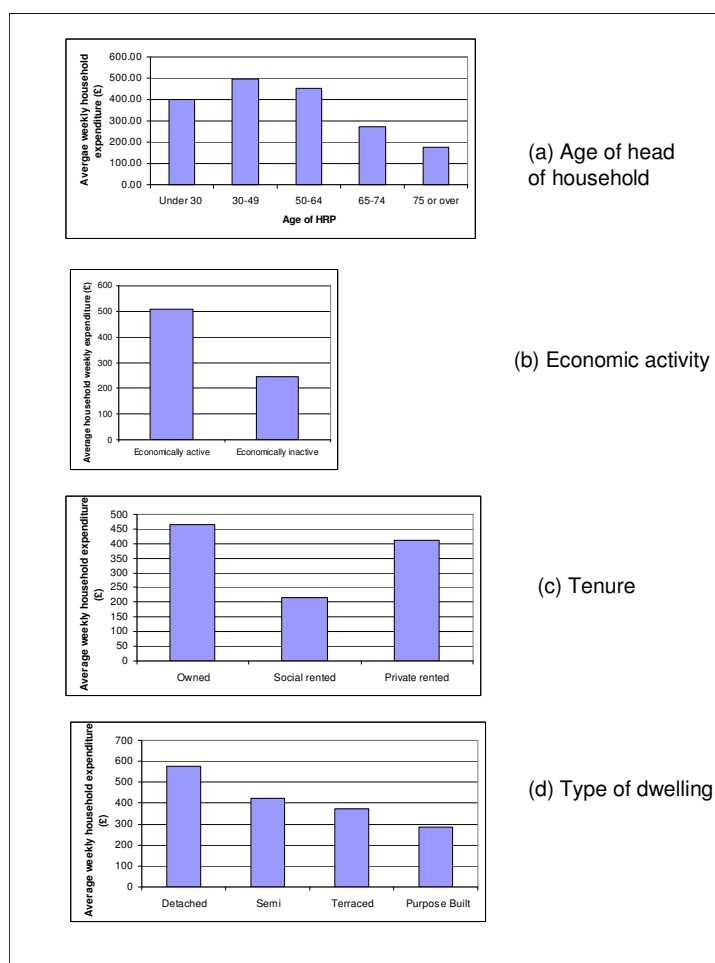 Avergae weekly household
expenditure (£)
600.00
500.00
400.00
300.00
200.00
100.00
0.00
Under 30 30-49 50-64 65-74 75 or over
Age of HRP
(a) Age of head
of household
Average household weekly expenditure (£)
600
500
400
300
200
100
0
Economically active Economically inactive
(b) Economic activity
Average weekly household expenditure
(£)
500
450
400
350
300
250
200
150
100
50
0
Owned Social rented Private rented
(c) Tenure
Average weekly household expenditure
(£)
700
600
500
400
300
200
100
0
Detached Semi Terraced Purpose Built
(d) Type of dwelling